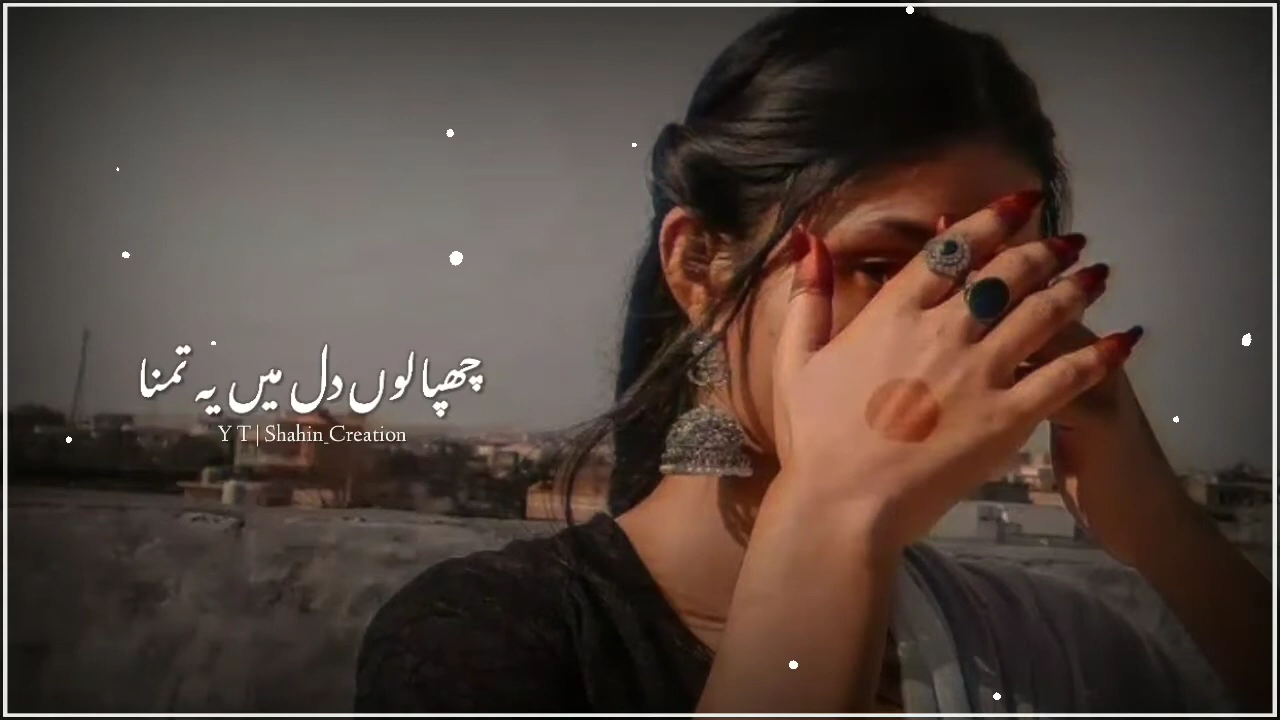 چھپا لوں دل میں یہ تمنا
Y T | Shahin_Creation